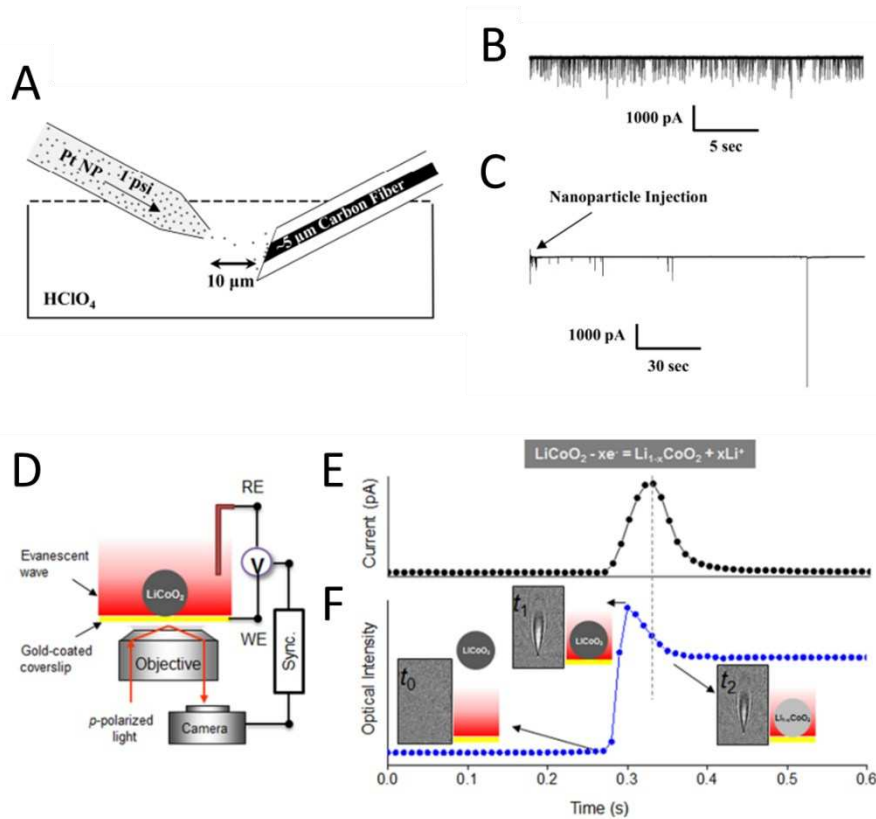 A
Pt NP
1 psi
~5 μm Carbon Fiber
10 μm
HClO₄
B
1000 pA
5 sec
C
Nanoparticle Injection
1000 pA
30 sec
D
RE
Evanescent
wave
LiCoO₂
V
Gold-coated
coverslip
WE
Objective
Sync.
p-polarized
light
Camera
LiCoO₂ - xe⁻ = Li₁₋ₓCoO₂ + xLi⁺
E
Current (pA)
F
Optical Intensity
t₀
LiCoO₂
t₁
LiCoO₂
t₂
Li₁₋ₓCoO₂
0.0 0.1 0.2 0.3 0.4 0.5 0.6
Time (s)